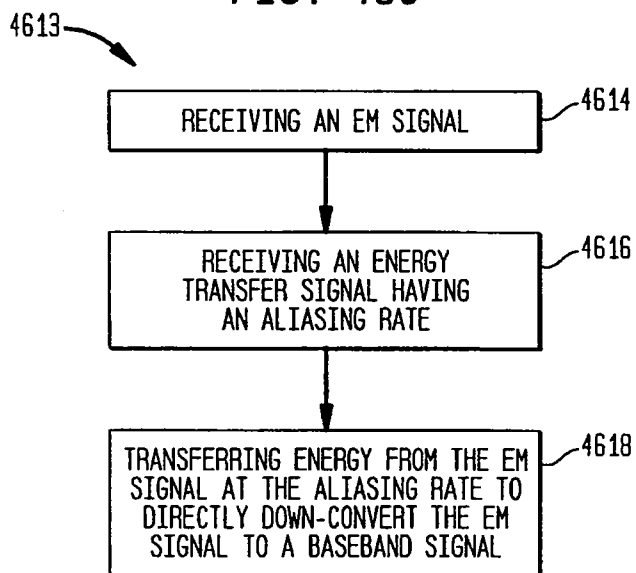 4613
RECEIVING AN EM SIGNAL
4614
RECEIVING AN ENERGY
TRANSFER SIGNAL HAVING
AN ALIASING RATE
4616
TRANSFERRING ENERGY FROM THE EM
SIGNAL AT THE ALIASING RATE TO
DIRECTLY DOWN-CONVERT THE EM
SIGNAL TO A BASEBAND SIGNAL
4618